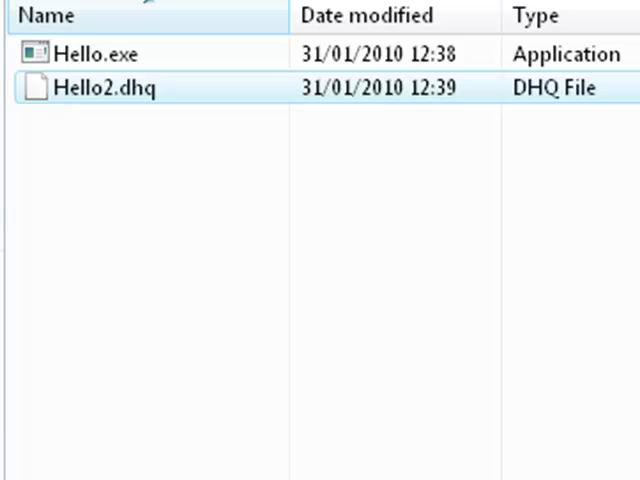 Name Date modified Type
Hello.exe 31/01/2010 12:38 Application
Hello2.dhq 31/01/2010 12:39 DHQ File